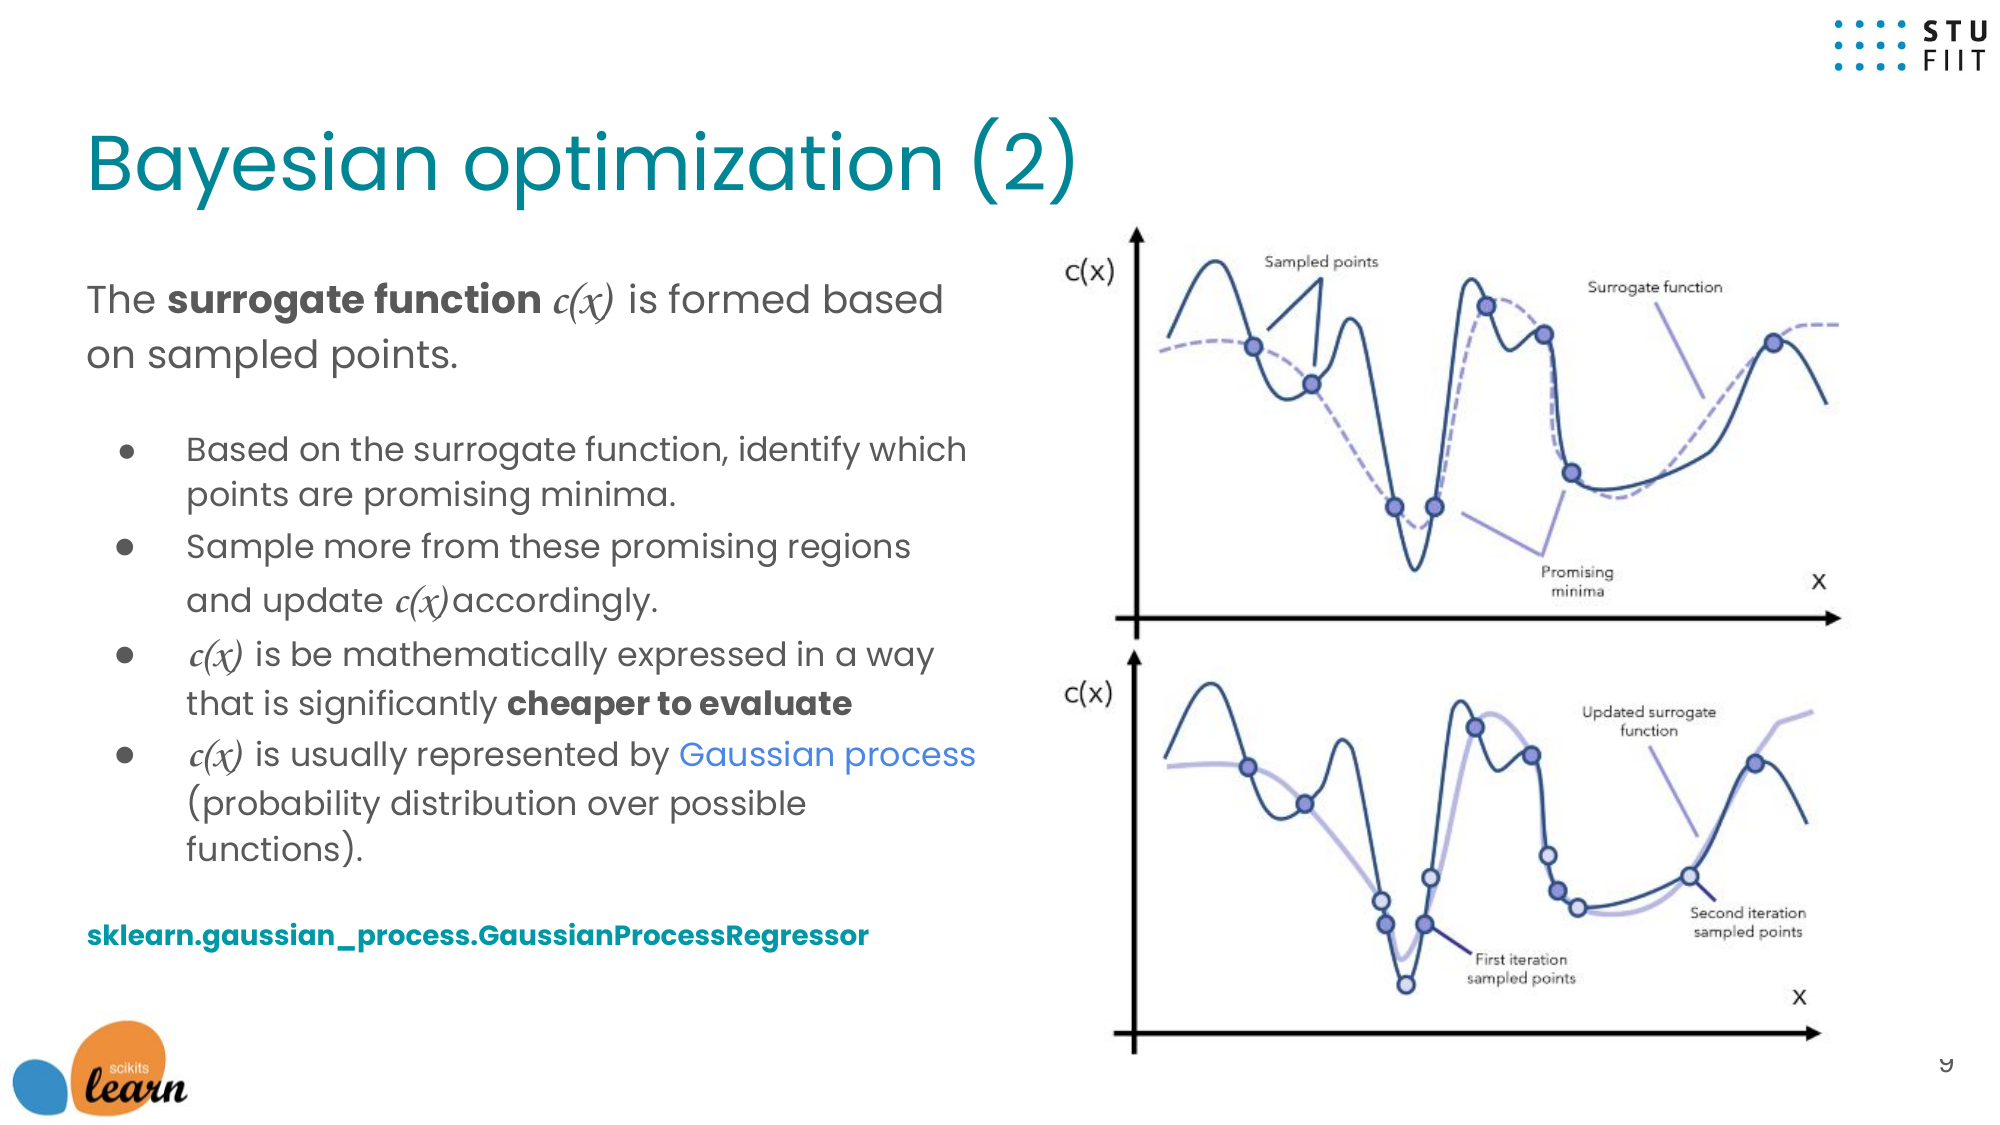 STU
FIIT
Bayesian optimization (2)
The surrogate function c(x) is formed based
on sampled points.
● Based on the surrogate function, identify which
points are promising minima.
● Sample more from these promising regions
and update c(x)accordingly.
● c(x) is be mathematically expressed in a way
that is significantly cheaper to evaluate
● c(x) is usually represented by Gaussian process
(probability distribution over possible
functions).
sklearn.gaussian_process.GaussianProcessRegressor
c(x)
Sampled points
Surrogate function
Promising
minima
x
c(x)
Updated surrogate
function
Second iteration
sampled points
First iteration
sampled points
x
scikits
learn
9